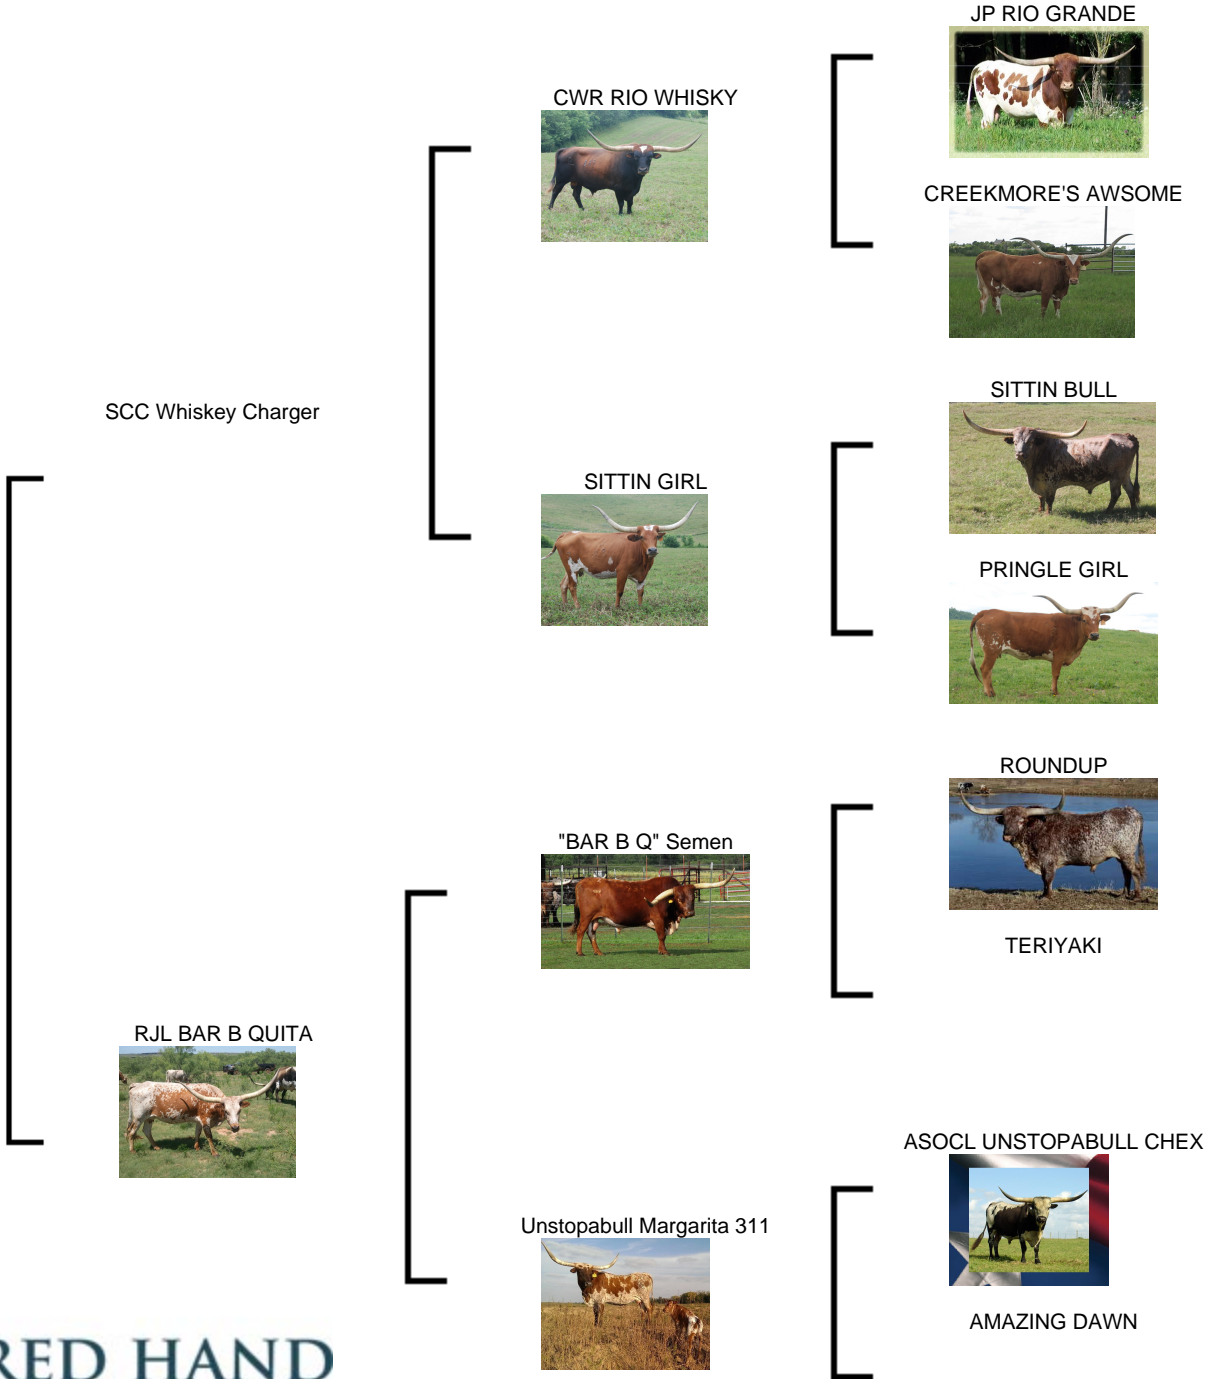 JP RIO GRANDE
CWR RIO WHISKY
CREEKMORE'S AWSOME
SCC Whiskey Charger
SITTIN BULL
SITTIN GIRL
PRINGLE GIRL
ROUNDUP
"BAR B Q" Semen
TERIYAKI
RJL BAR B QUITA
ASOCL UNSTOPABULL CHEX
Unstopabull Margarita 311
AMAZING DAWN
RED HAND